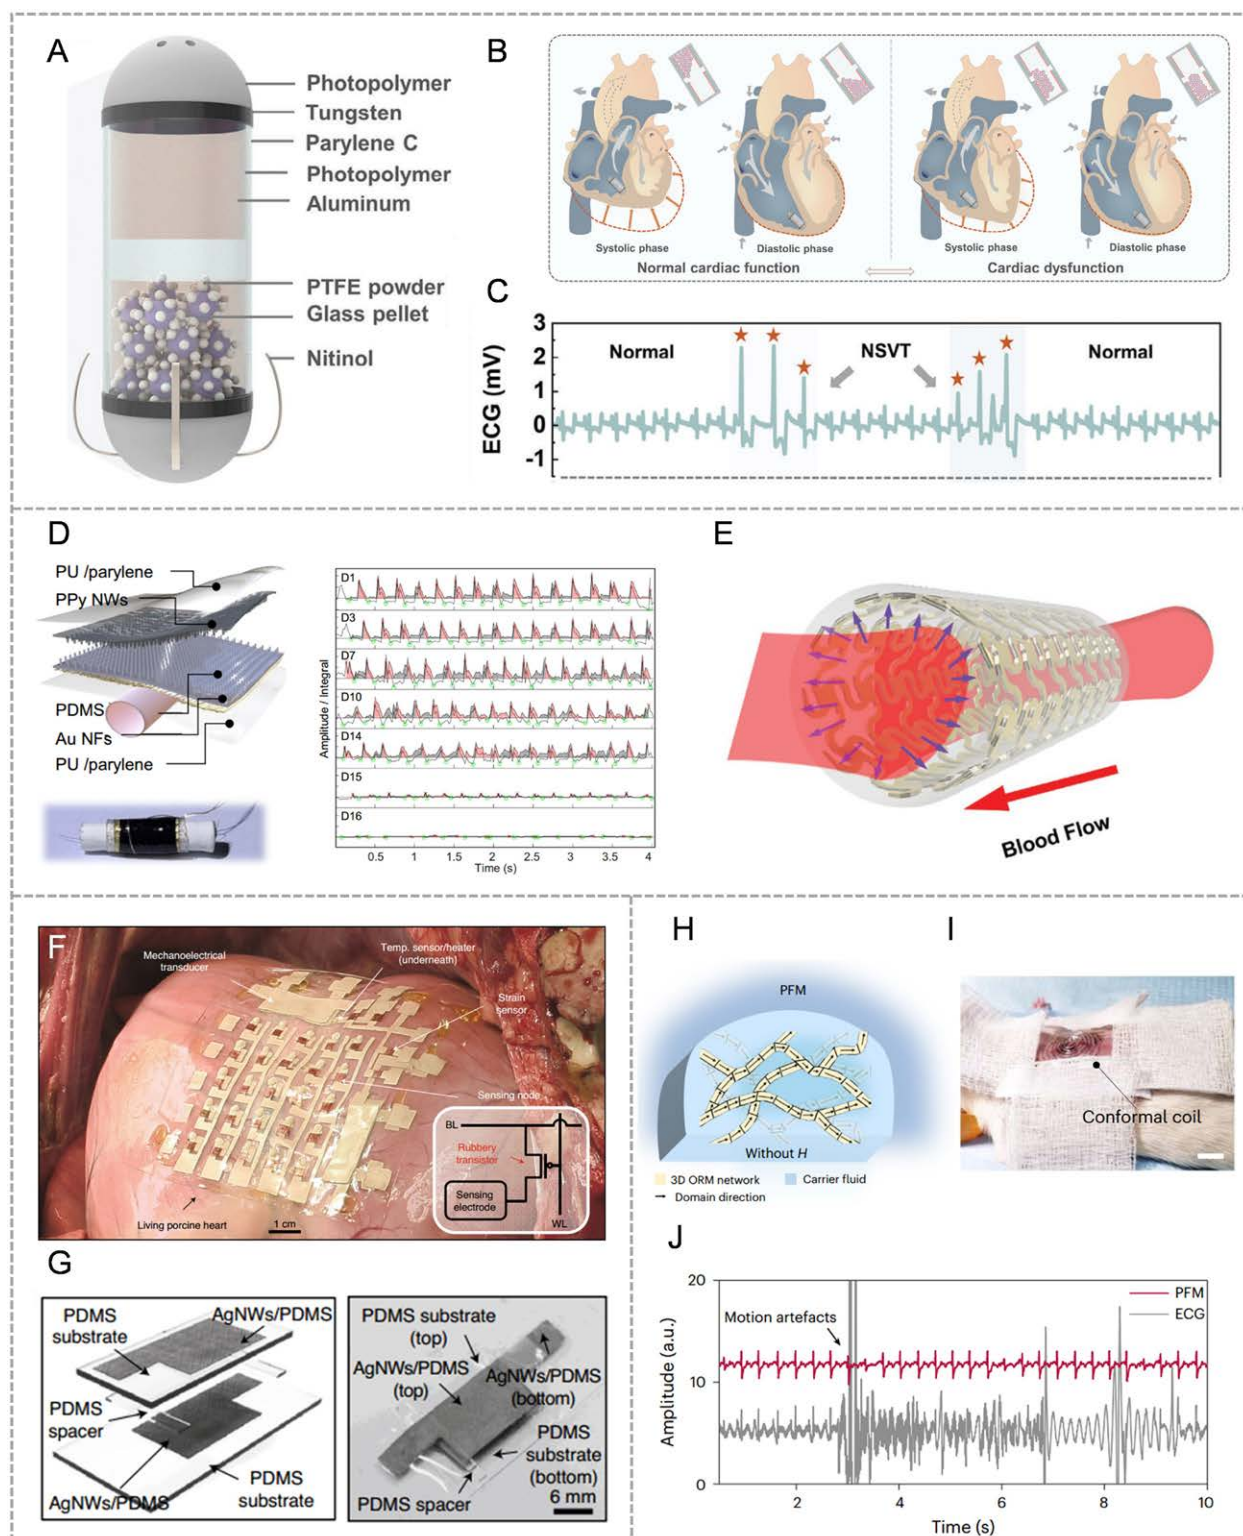 A
Photopolymer
Tungsten
Parylene C
Photopolymer
Aluminum
PTFE powder
Glass pellet
Nitinol
B
Systolic phase
Diastolic phase
Systolic phase
Diastolic phase
Normal cardiac function
Cardiac dysfunction
C
ECG (mV)
3
2
1
0
-1
Normal
NSVT
Normal
D
PU /parylene
PPy NWs
PDMS
Au NFs
PU /parylene
Amplitude / Integral
D1
D3
D7
D10
D14
D15
D16
0.5 1 1.5 2 2.5 3 3.5 4
Time (s)
E
Blood Flow
F
Mechanoelectrical
transducer
Temp. sensor/heater
(underneath)
Strain
sensor
Sensing node
Living porcine heart
1 cm
BL
Rubbery
transistor
Sensing
electrode
WL
G
PDMS
substrate
AgNWs/PDMS
PDMS
spacer
AgNWs/PDMS
PDMS
substrate
PDMS substrate
(top)
AgNWs/PDMS
(top)
AgNWs/PDMS
(bottom)
PDMS
substrate
(bottom)
PDMS spacer
6 mm
H
PFM
Without H
3D ORM network
Carrier fluid
Domain direction
I
Conformal coil
J
Amplitude (a.u.)
20
10
0
Motion artefacts
PFM
ECG
2 4 6 8 10
Time (s)